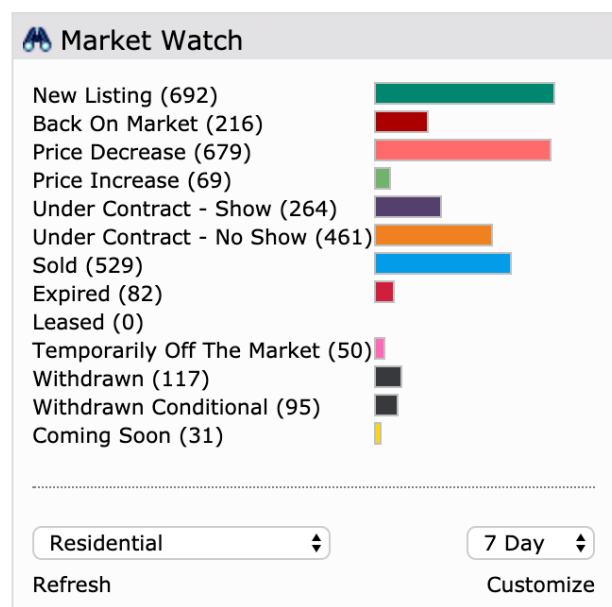 Market Watch
New Listing (692)
Back On Market (216)
Price Decrease (679)
Price Increase (69)
Under Contract - Show (264)
Under Contract - No Show (461)
Sold (529)
Expired (82)
Leased (0)
Temporarily Off The Market (50)
Withdrawn (117)
Withdrawn Conditional (95)
Coming Soon (31)
Residential 7 Day
Refresh Customize